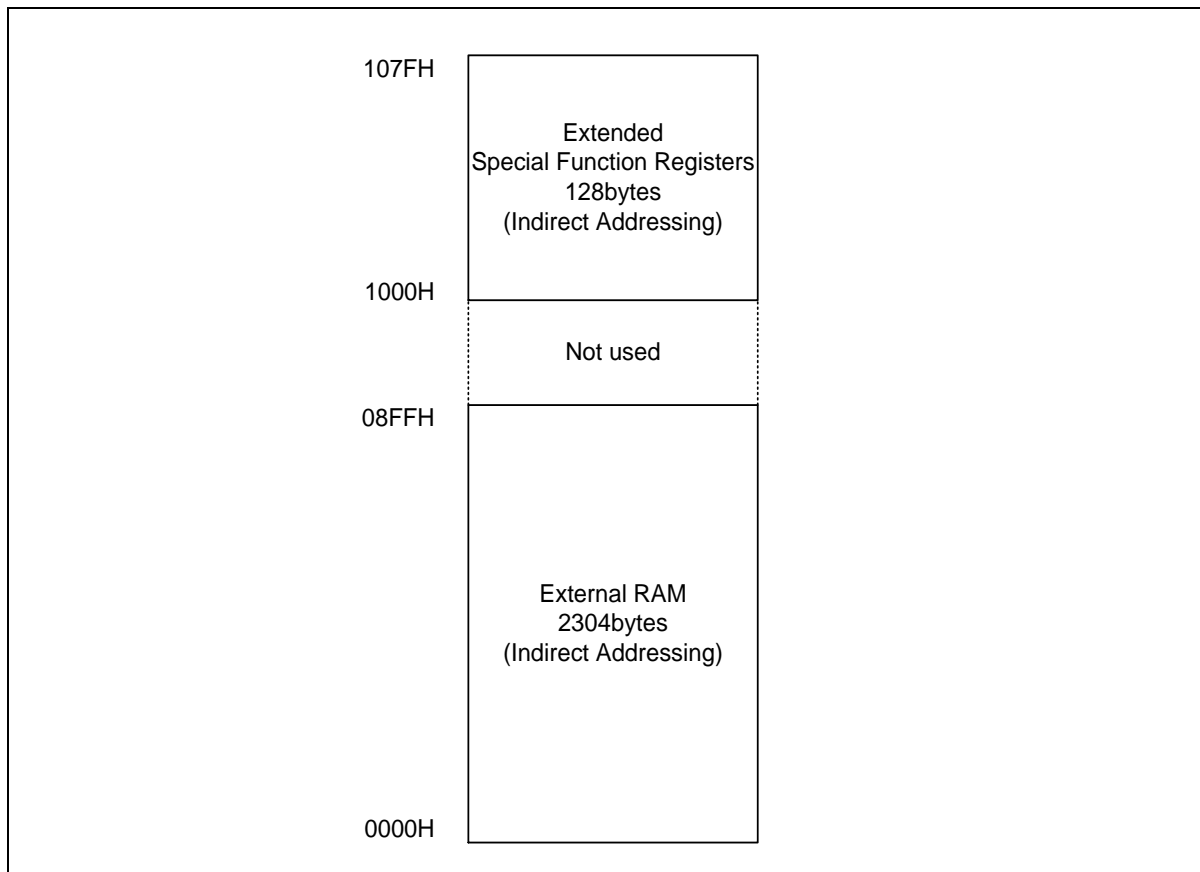 107FH
Extended
Special Function Registers
128bytes
(Indirect Addressing)
1000H
Not used
08FFH
External RAM
2304bytes
(Indirect Addressing)
0000H